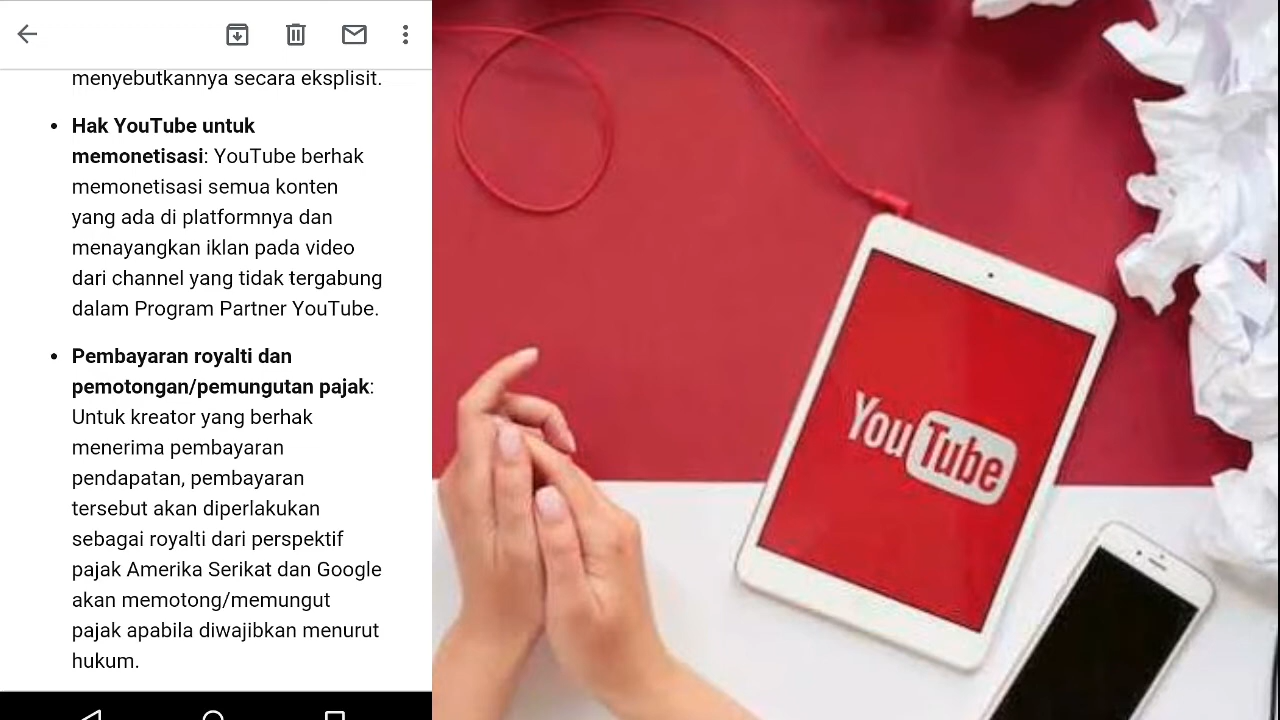 menyebutkannya secara eksplisit.
• Hak YouTube untuk
memonetisasi: YouTube berhak
memonetisasi semua konten
yang ada di platformnya dan
menayangkan iklan pada video
dari channel yang tidak tergabung
dalam Program Partner YouTube.
• Pembayaran royalti dan
pemotongan/pemungutan pajak:
Untuk kreator yang berhak
menerima pembayaran
pendapatan, pembayaran
tersebut akan diperlakukan
sebagai royalti dari perspektif
pajak Amerika Serikat dan Google
akan memotong/memungut
pajak apabila diwajibkan menurut
hukum.
YouTube